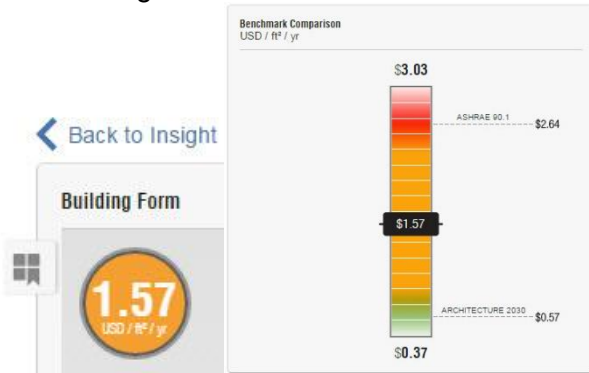 Benchmark Comparison
USD / ft² / yr
$3.03
ASHRAE 90.1
$2.64
$1.57
ARCHITECTURE 2030
$0.57
$0.37
Back to Insight
Building Form
1.57
USD / ft² / yr